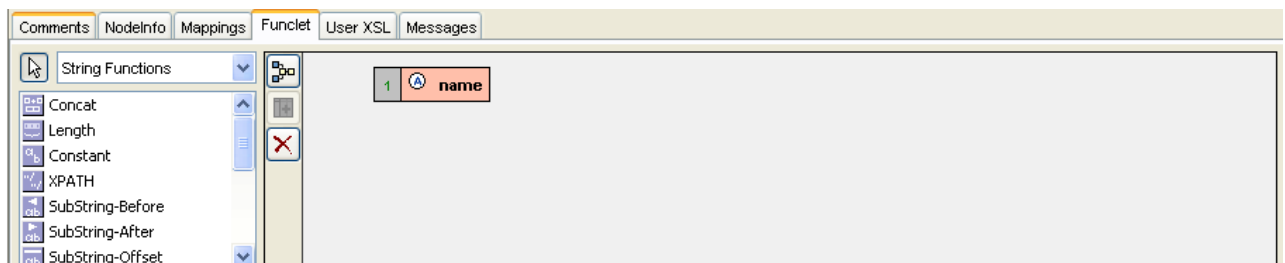 Comments NodeInfo Mappings Funclet User XSL Messages
String Functions
Concat
Length
Constant
XPATH
SubString-Before
SubString-After
SubString-Offset
1 A name